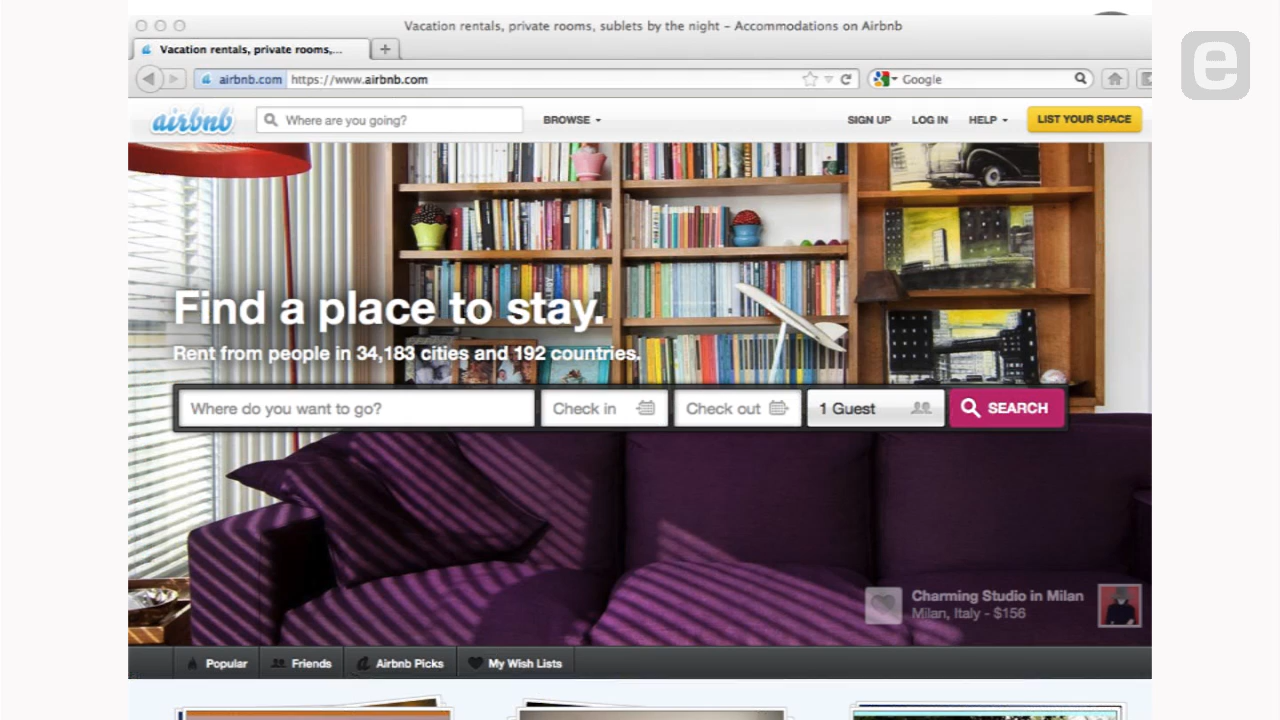 Vacation rentals, private rooms, sublets by the night – Accommodations on Airbnb
Vacation rentals, private rooms,...
airbnb.com https://www.airbnb.com
Google
e
airbnb
Where are you going?
BROWSE
SIGN UP
LOG IN
HELP
LIST YOUR SPACE
Find a place to stay.
Rent from people in 34,183 cities and 192 countries.
Where do you want to go?
Check in
Check out
1 Guest
SEARCH
Charming Studio in Milan
Milan, Italy - $156
Popular
Friends
Airbnb Picks
My Wish Lists